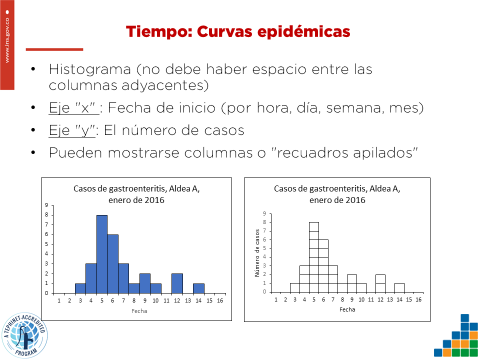 www.ins.gov.co
Tiempo: Curvas epidémicas
• Histograma (no debe haber espacio entre las
columnas adyacentes)
• Eje "x" : Fecha de inicio (por hora, día, semana, mes)
• Eje "y": El número de casos
• Pueden mostrarse columnas o "recuadros apilados"
Casos de gastroenteritis, Aldea A,
enero de 2016
9
8
7
6
5
4
3
2
1
0
1 2 3 4 5 6 7 8 9 10 11 12 13 14 15 16
Fecha
Casos de gastroenteritis, Aldea A,
enero de 2016
Número de casos
9
8
7
6
5
4
3
2
1
0
1 2 3 4 5 6 7 8 9 10 11 12 13 14 15 16
Fecha
A TEPHINET ACCREDITED
PROGRAM